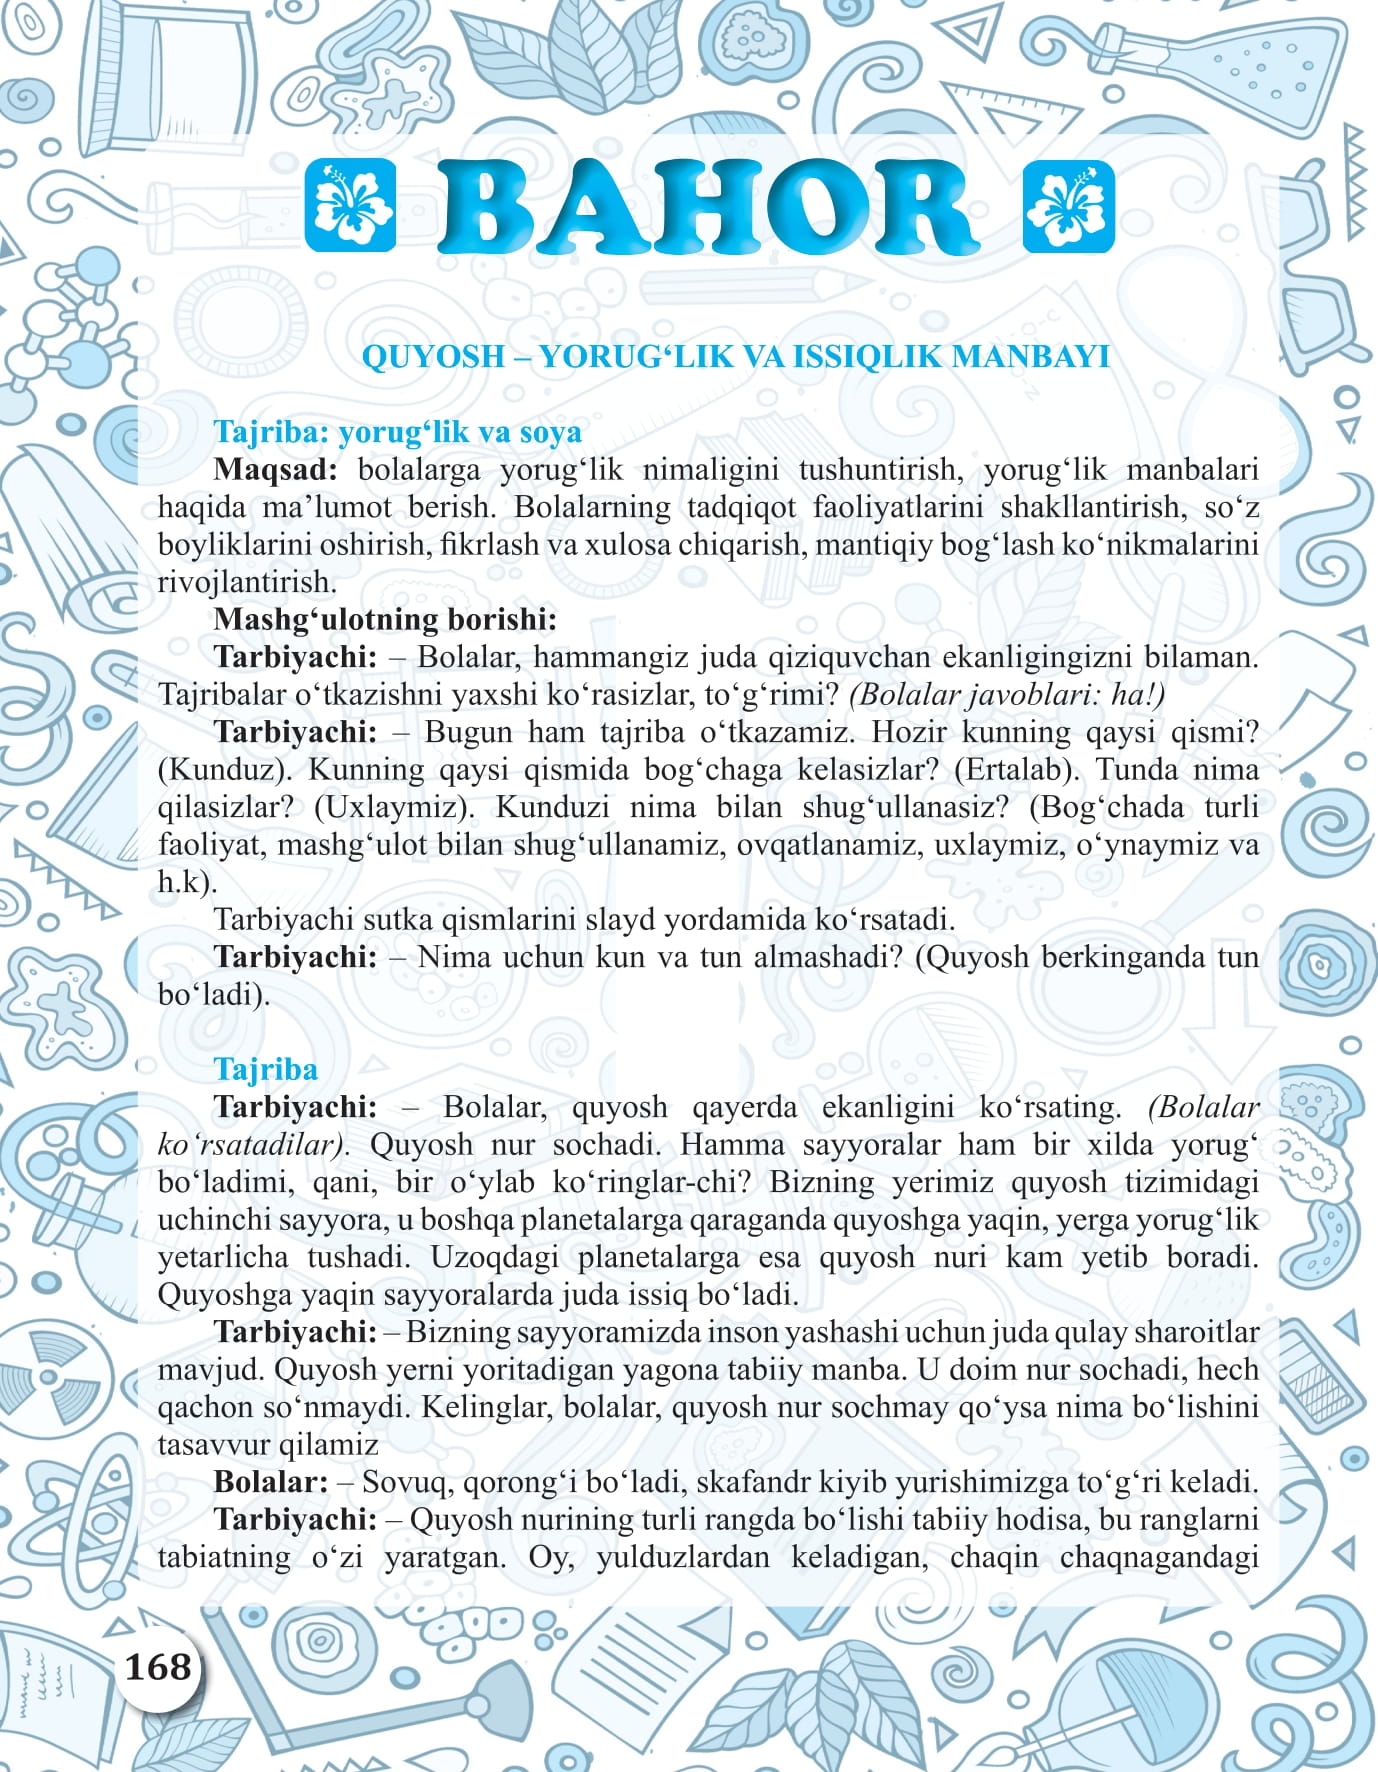 BAHOR
QUYOSH – YORUG‘LIK VA ISSIQLIK MANBAYI
Tajriba: yorug‘lik va soya
Maqsad: bolalarga yorug‘lik nimaligini tushuntirish, yorug‘lik manbalari
haqida ma’lumot berish. Bolalarning tadqiqot faoliyatlarini shakllantirish, so‘z
boyliklarini oshirish, fikrlash va xulosa chiqarish, mantiqiy bog‘lash ko‘nikmalarini
rivojlantirish.
Mashg‘ulotning borishi:
Tarbiyachi: – Bolalar, hammangiz juda qiziquvchan ekanligingizni bilaman.
Tajribalar o‘tkazishni yaxshi ko‘rasizlar, to‘g‘rimi? (Bolalar javoblari: ha!)
Tarbiyachi: – Bugun ham tajriba o‘tkazamiz. Hozir kunning qaysi qismi?
(Kunduz). Kunning qaysi qismida bog‘chaga kelasizlar? (Ertalab). Tunda nima
qilasizlar? (Uxlaymiz). Kunduzi nima bilan shug‘ullanasiz? (Bog‘chada turli
faoliyat, mashg‘ulot bilan shug‘ullanamiz, ovqatlanamiz, uxlaymiz, o‘ynaymiz va
h.k).
Tarbiyachi sutka qismlarini slayd yordamida ko‘rsatadi.
Tarbiyachi: – Nima uchun kun va tun almashadi? (Quyosh berkinganda tun
bo‘ladi).
Tajriba
Tarbiyachi: – Bolalar, quyosh qayerda ekanligini ko‘rsating. (Bolalar
ko‘rsatadilar). Quyosh nur sochadi. Hamma sayyoralar ham bir xilda yorug‘
bo‘ladimi, qani, bir o‘ylab ko‘ringlar-chi? Bizning yerimiz quyosh tizimidagi
uchinchi sayyora, u boshqa planetalarga qaraganda quyoshga yaqin, yerga yorug‘lik
yetarlicha tushadi. Uzoqdagi planetalarga esa quyosh nuri kam yetib boradi.
Quyoshga yaqin sayyoralarda juda issiq bo‘ladi.
Tarbiyachi: – Bizning sayyoramizda inson yashashi uchun juda qulay sharoitlar
mavjud. Quyosh yerni yoritadigan yagona tabiiy manba. U doim nur sochadi, hech
qachon so‘nmaydi. Kelinglar, bolalar, quyosh nur sochmay qo‘ysa nima bo‘lishini
tasavvur qilamiz
Bolalar: – Sovuq, qorong‘i bo‘ladi, skafandr kiyib yurishimizga to‘g‘ri keladi.
Tarbiyachi: – Quyosh nurining turli rangda bo‘lishi tabiiy hodisa, bu ranglarni
tabiatning o‘zi yaratgan. Oy, yulduzlardan keladigan, chaqin chaqnagandagi
168